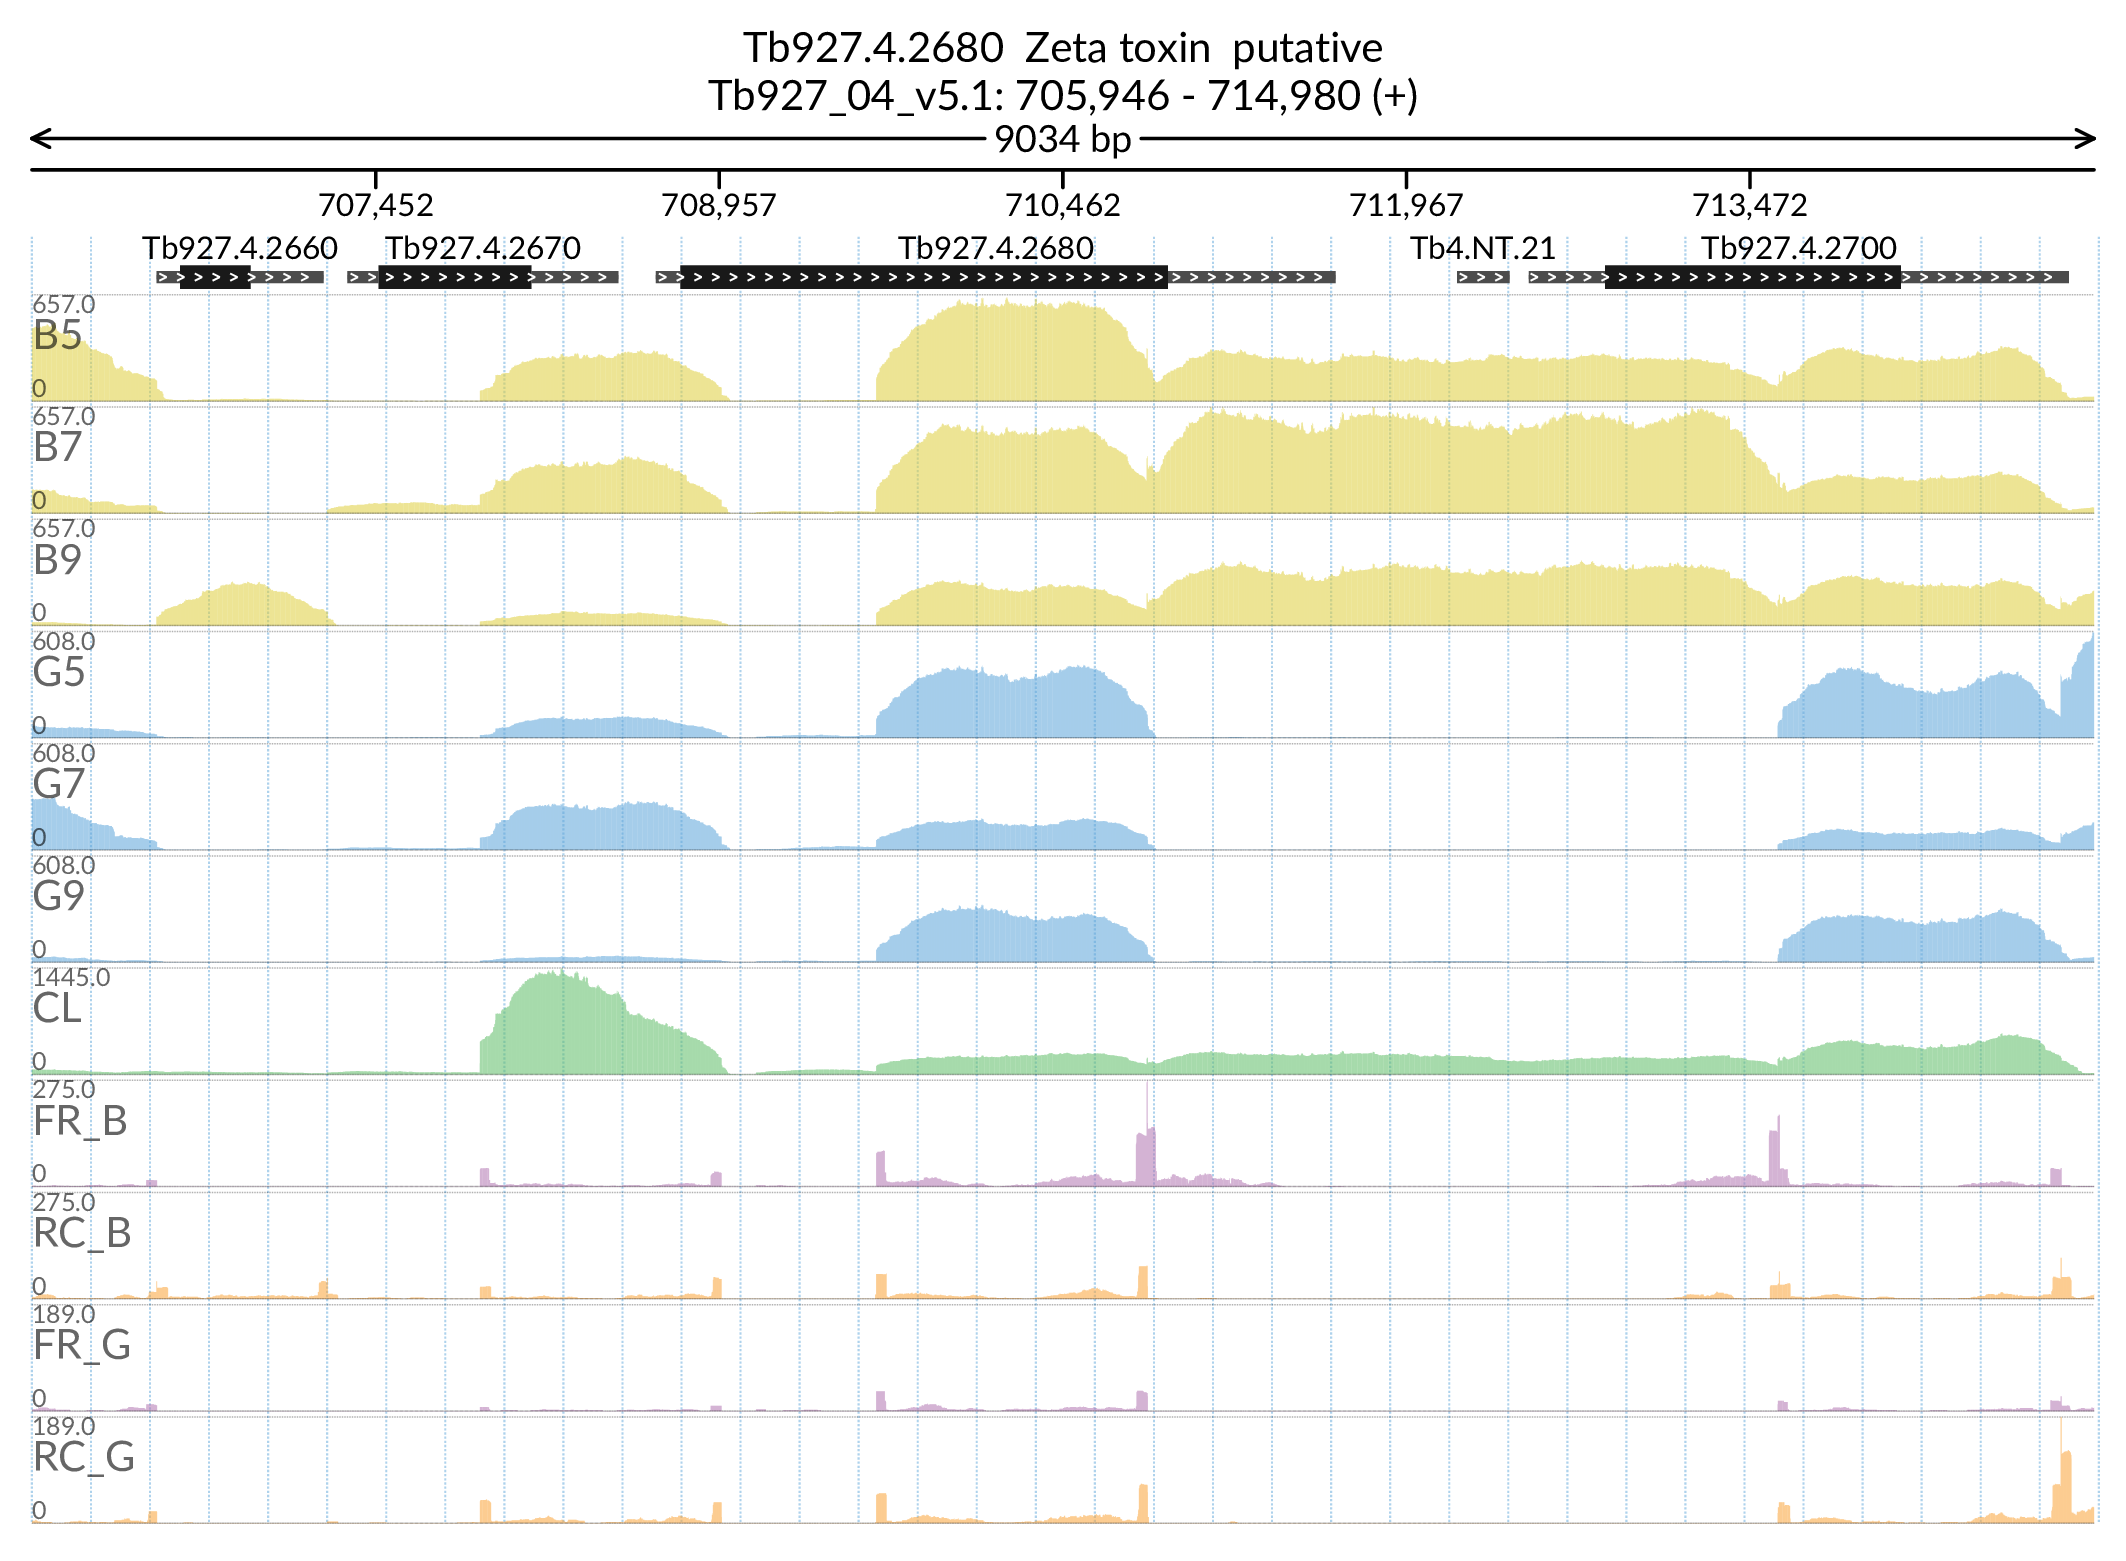 Tb927.4.2680  Zeta toxin  putative
Tb927_04_v5.1: 705,946 - 714,980 (+)
9034 bp
707,452 708,957 710,462 711,967 713,472
Tb927.4.2660 Tb927.4.2670 Tb927.4.2680 Tb4.NT.21 Tb927.4.2700
657.0
B5
0
657.0
B7
0
657.0
B9
0
608.0
G5
0
608.0
G7
0
608.0
G9
0
1445.0
CL
0
275.0
FR_B
0
275.0
RC_B
0
189.0
FR_G
0
189.0
RC_G
0